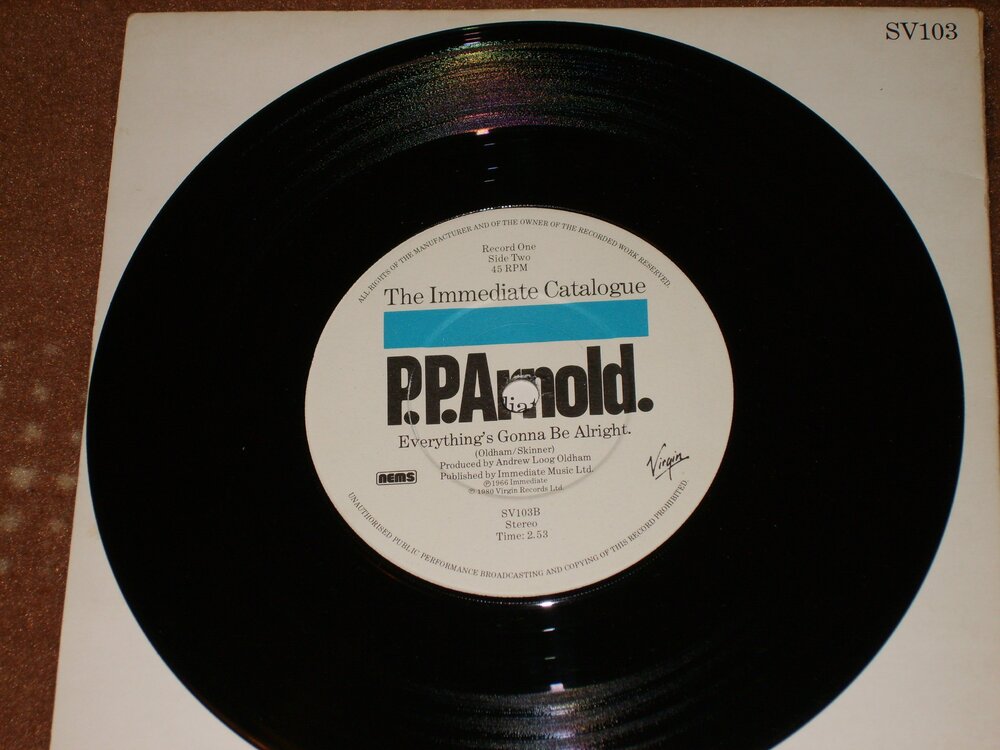 SV103
ALL RIGHTS OF THE MANUFACTURER AND OF THE OWNER OF THE RECORDED WORK RESERVED.
Record One
Side Two
45 RPM
The Immediate Catalogue
P.P.Arnold.
diat
Everything's Gonna Be Alright.
(Oldham/Skinner)
Produced by Andrew Loog Oldham
nems
Published by Immediate Music Ltd.
Virgin
℗1966 Immediate
©1980 Virgin Records Ltd.
SV103B
Stereo
Time: 2.53
UNAUTHORISED PUBLIC PERFORMANCE BROADCASTING AND COPYING OF THIS RECORD PROHIBITED.